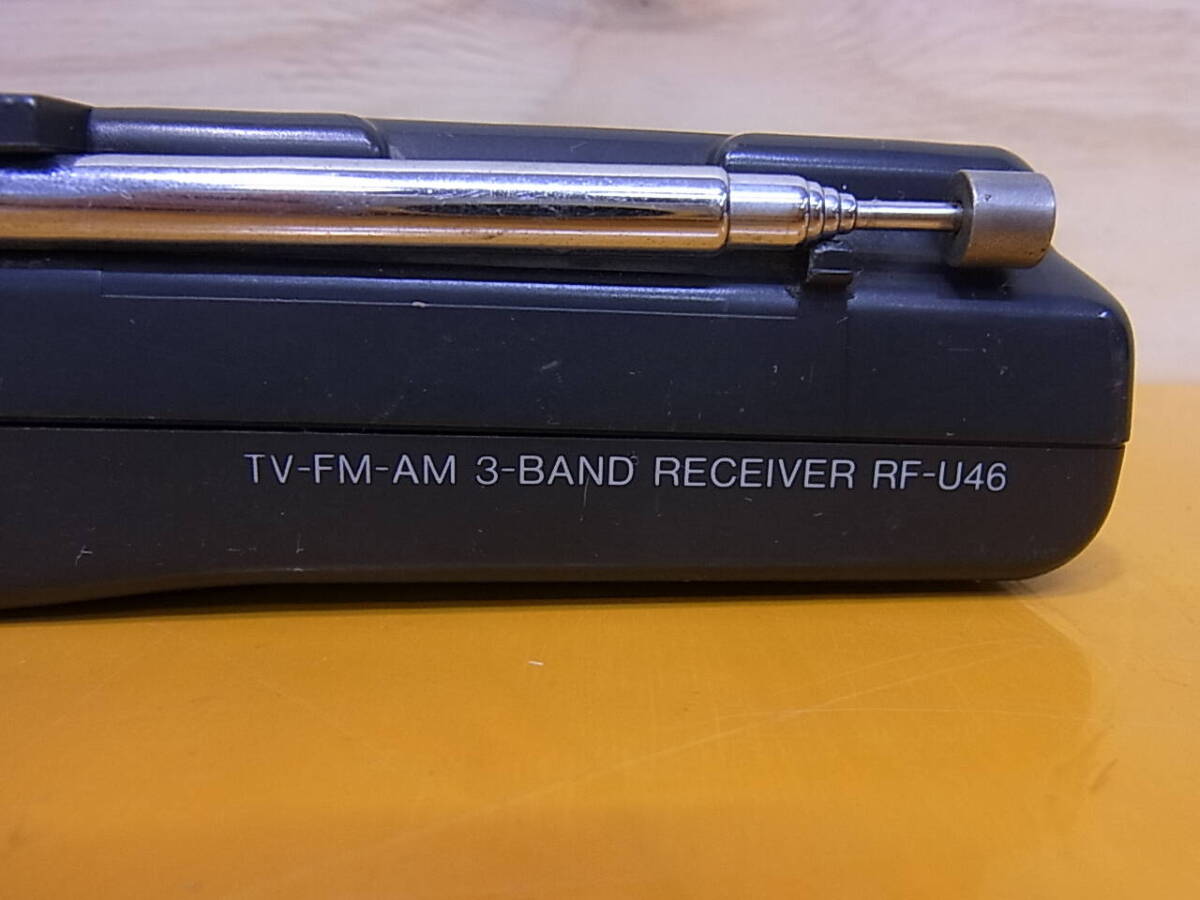 TV-FM-AM 3-BAND RECEIVER RF-U46